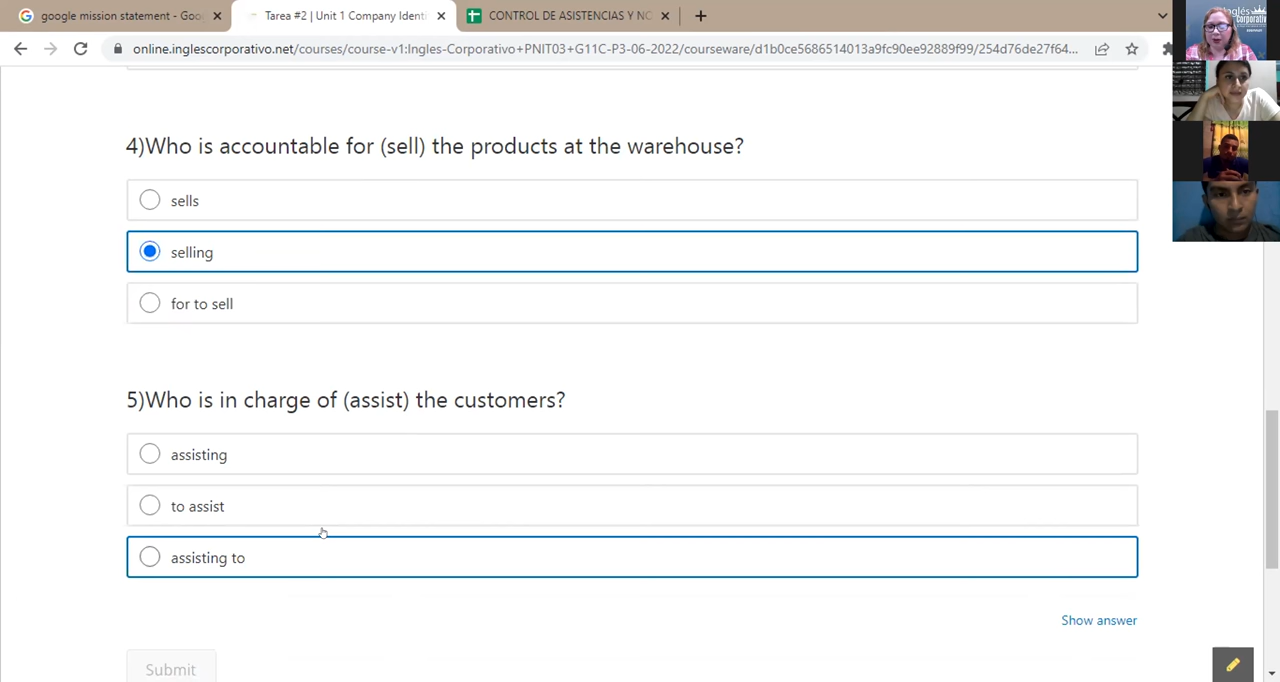 google mission statement - Goo
Tarea #2 | Unit 1 Company Identi
CONTROL DE ASISTENCIAS Y NO
online.inglescorporativo.net/courses/course-v1:Ingles-Corporativo+PNIT03+G11C-P3-06-2022/courseware/d1b0ce5686514013a9fc90ee92889f99/254d76de27f64...
Inglés
Corporativo
4)Who is accountable for (sell) the products at the warehouse?
sells
selling
for to sell
5)Who is in charge of (assist) the customers?
assisting
to assist
assisting to
Show answer
Submit